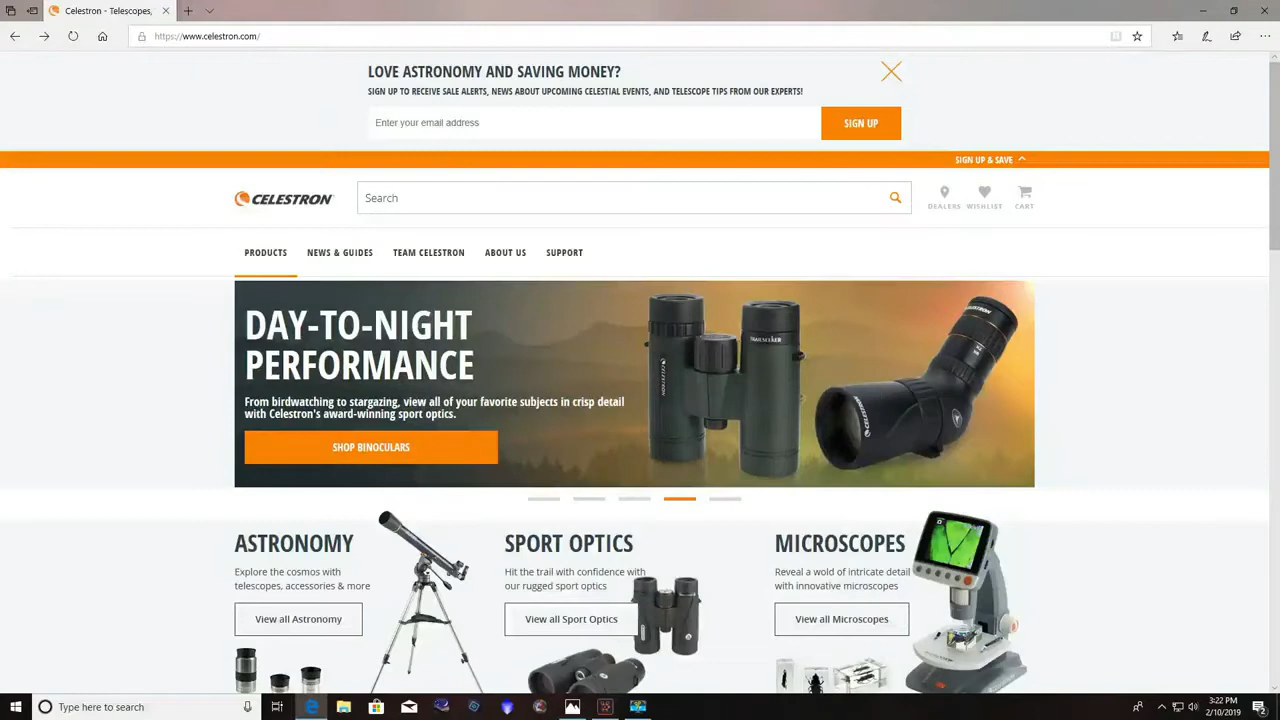 Celestron - Telescopes,
https://www.celestron.com/
LOVE ASTRONOMY AND SAVING MONEY?
SIGN UP TO RECEIVE SALE ALERTS, NEWS ABOUT UPCOMING CELESTIAL EVENTS, AND TELESCOPE TIPS FROM OUR EXPERTS!
Enter your email address
SIGN UP
SIGN UP & SAVE
CELESTRON
Search
DEALERS WISHLIST CART
PRODUCTS NEWS & GUIDES TEAM CELESTRON ABOUT US SUPPORT
DAY-TO-NIGHT
PERFORMANCE
From birdwatching to stargazing, view all of your favorite subjects in crisp detail
with Celestron's award-winning sport optics.
SHOP BINOCULARS
TRAILSEEKER
CELESTRON
CELESTRON
CELESTRON
ASTRONOMY
Explore the cosmos with
telescopes, accessories & more
View all Astronomy
SPORT OPTICS
Hit the trail with confidence with
our rugged sport optics
View all Sport Optics
MICROSCOPES
Reveal a wold of intricate detail
with innovative microscopes
View all Microscopes
Type here to search
3:22 PM
2/10/2019
2